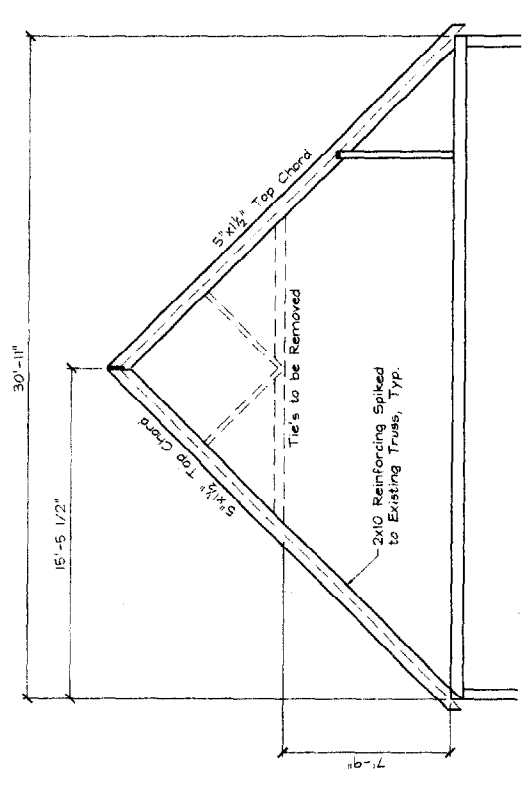 30'-11"
15'-5 1/2"
5"x1½" Top Chord
5"x1½" Top Chord
Tie's to be Removed
2x10 Reinforcing Spiked
to Existing Truss, Typ.
7'-9"